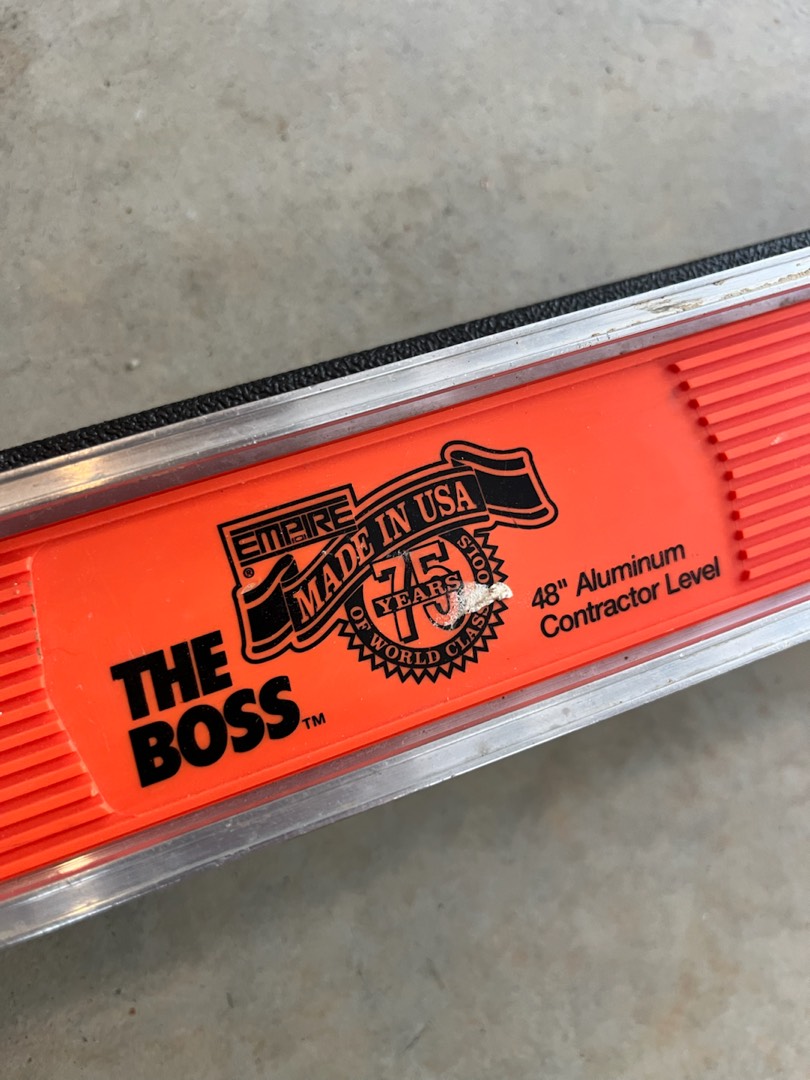 EMPIRE
®
MADE IN USA
75
YEARS
OF WORLD CLASS TOOLS
THE
BOSS™
48" Aluminum
Contractor Level